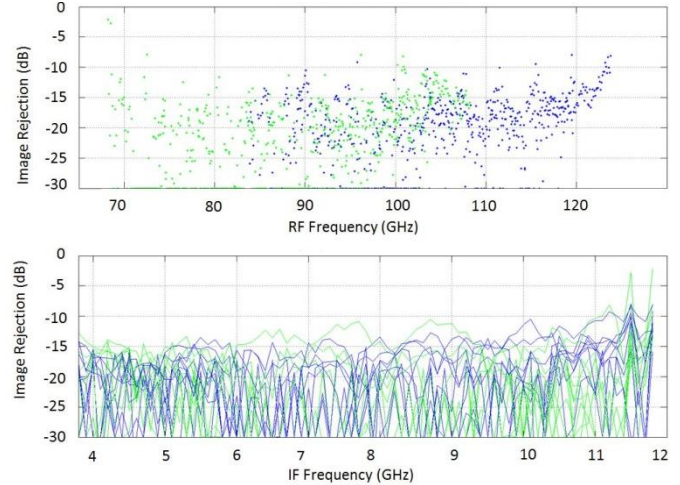 0
-5
-10
-15
-20
-25
-30
Image Rejection (dB)
70 80 90 100 110 120
RF Frequency (GHz)
0
-5
-10
-15
-20
-25
-30
Image Rejection (dB)
4 5 6 7 8 9 10 11 12
IF Frequency (GHz)